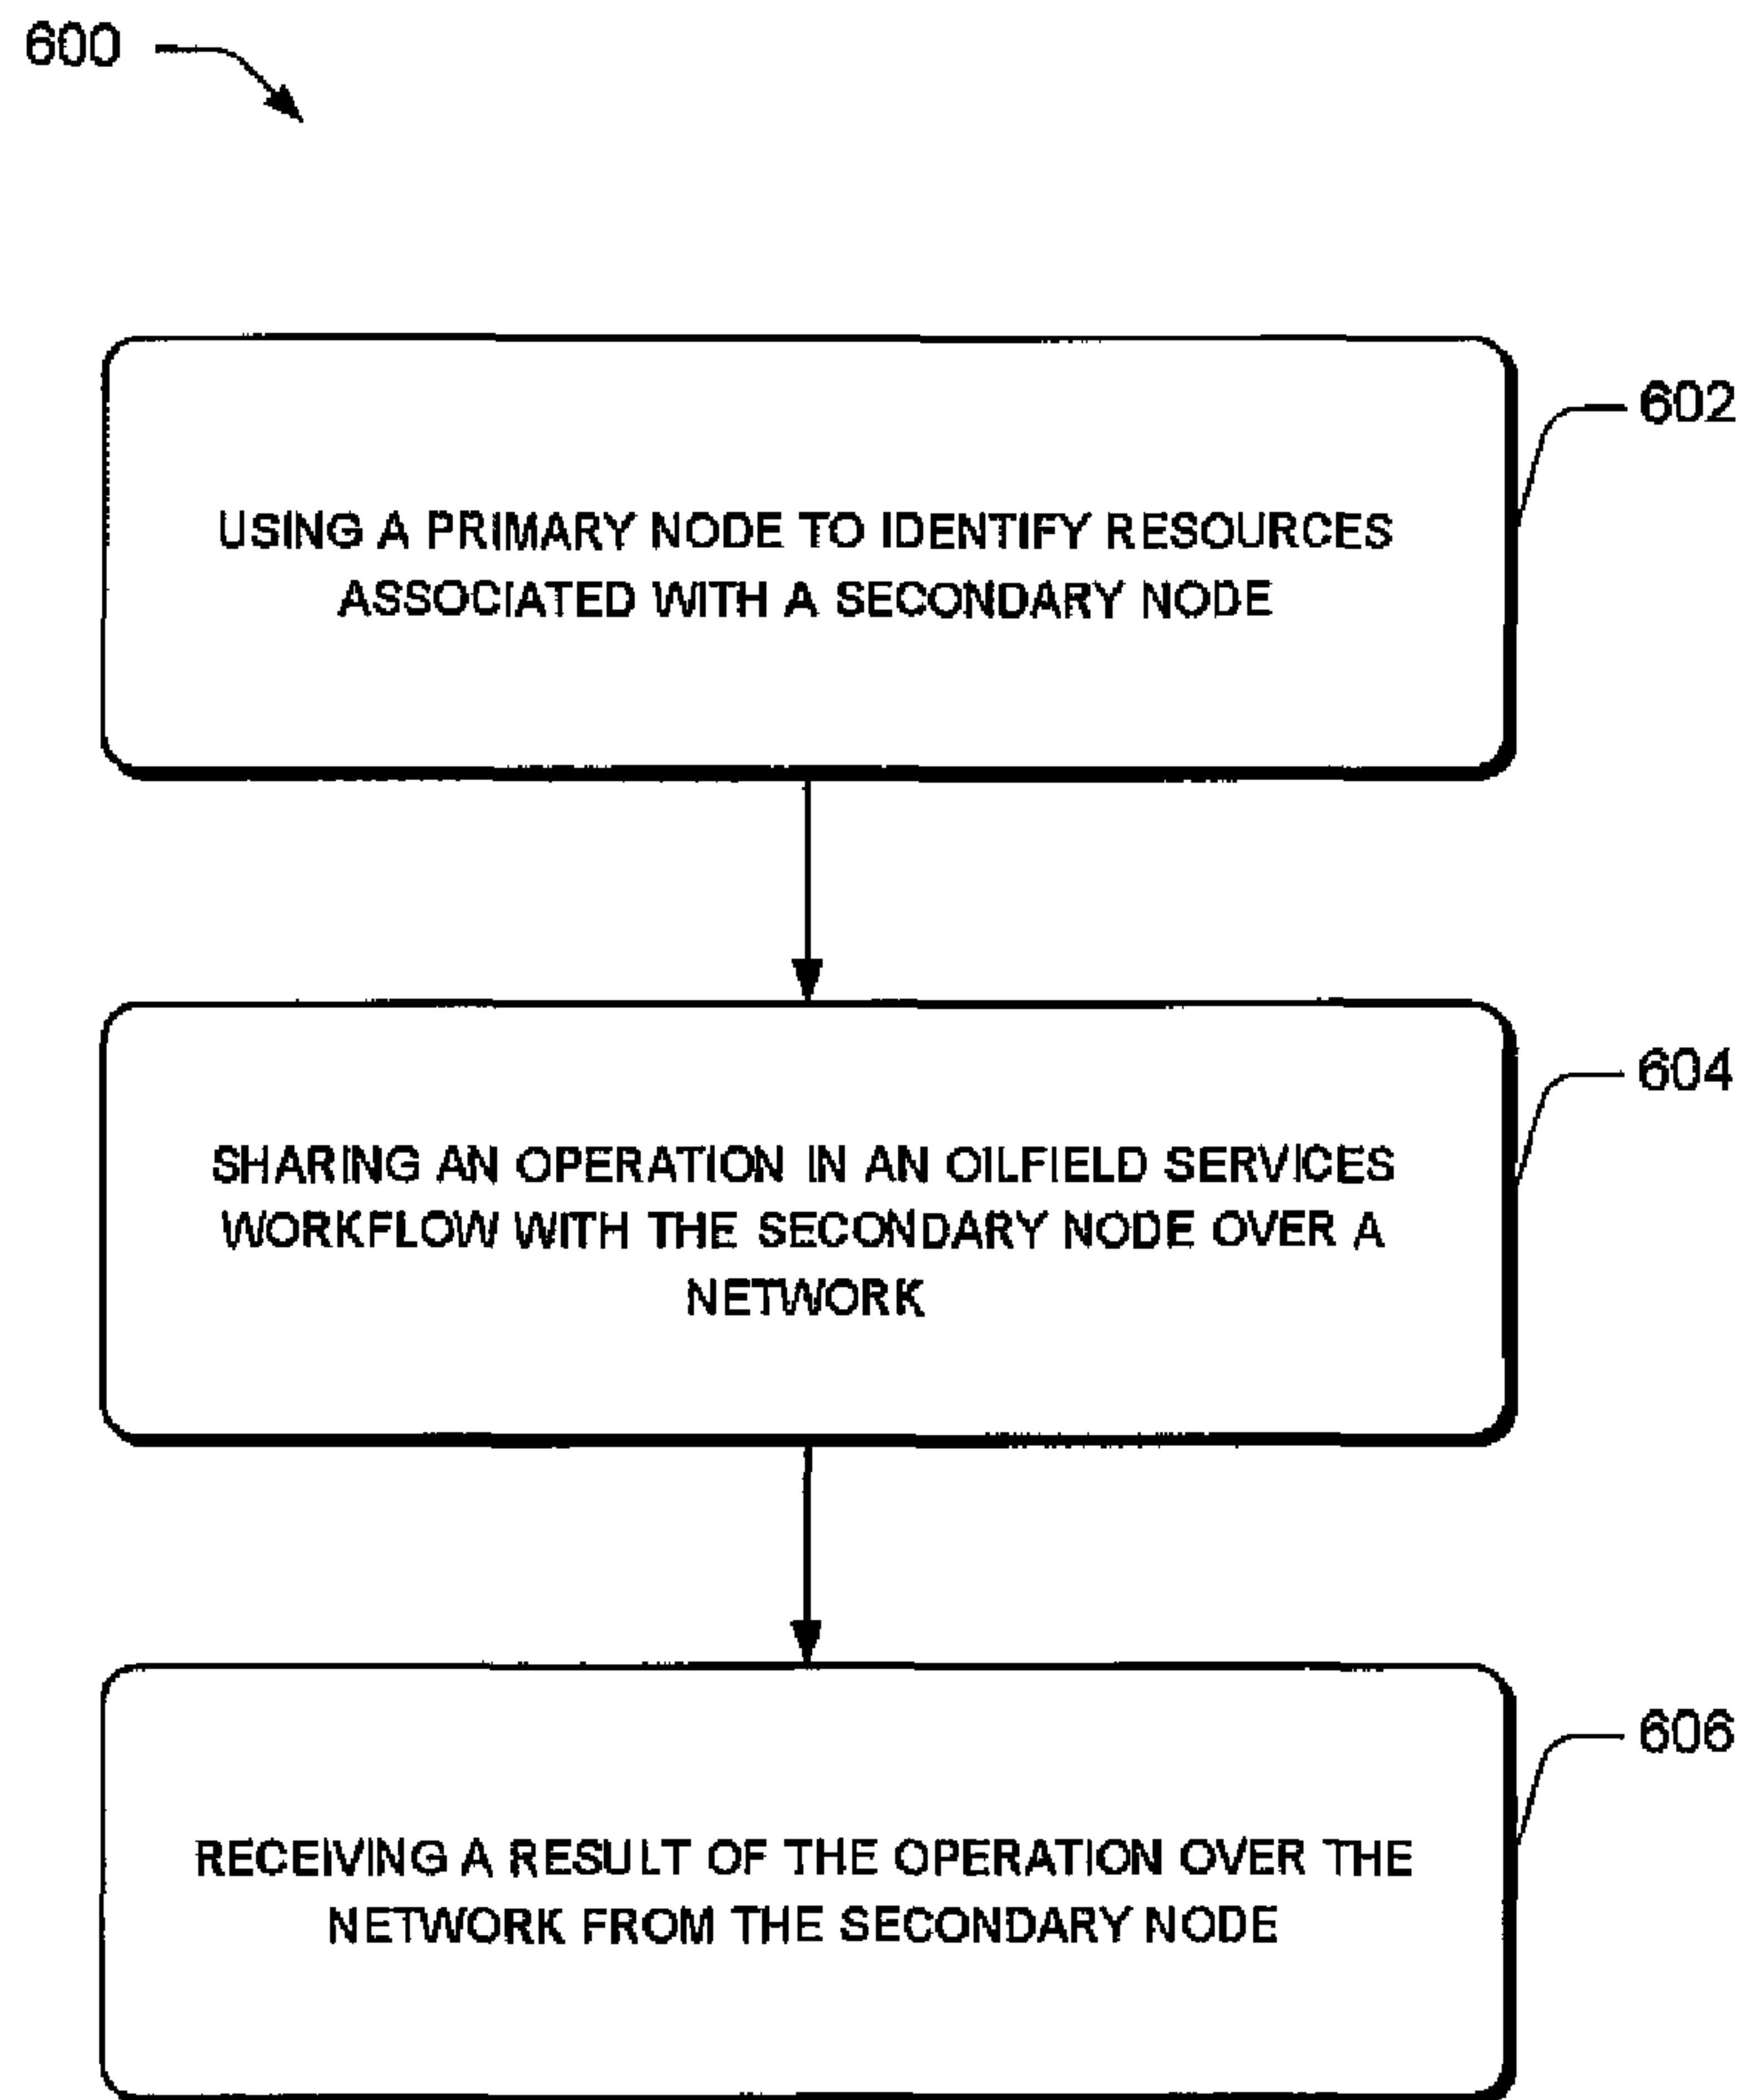 600
602
USING A PRIMARY NODE TO IDENTIFY RESOURCES
ASSOCIATED WITH A SECONDARY NODE
604
SHARING AN OPERATION IN AN OILFIELD SERVICES
WORKFLOW WITH THE SECONDARY NODE OVER A
NETWORK
606
RECEIVING A RESULT OF THE OPERATION OVER THE
NETWORK FROM THE SECONDARY NODE